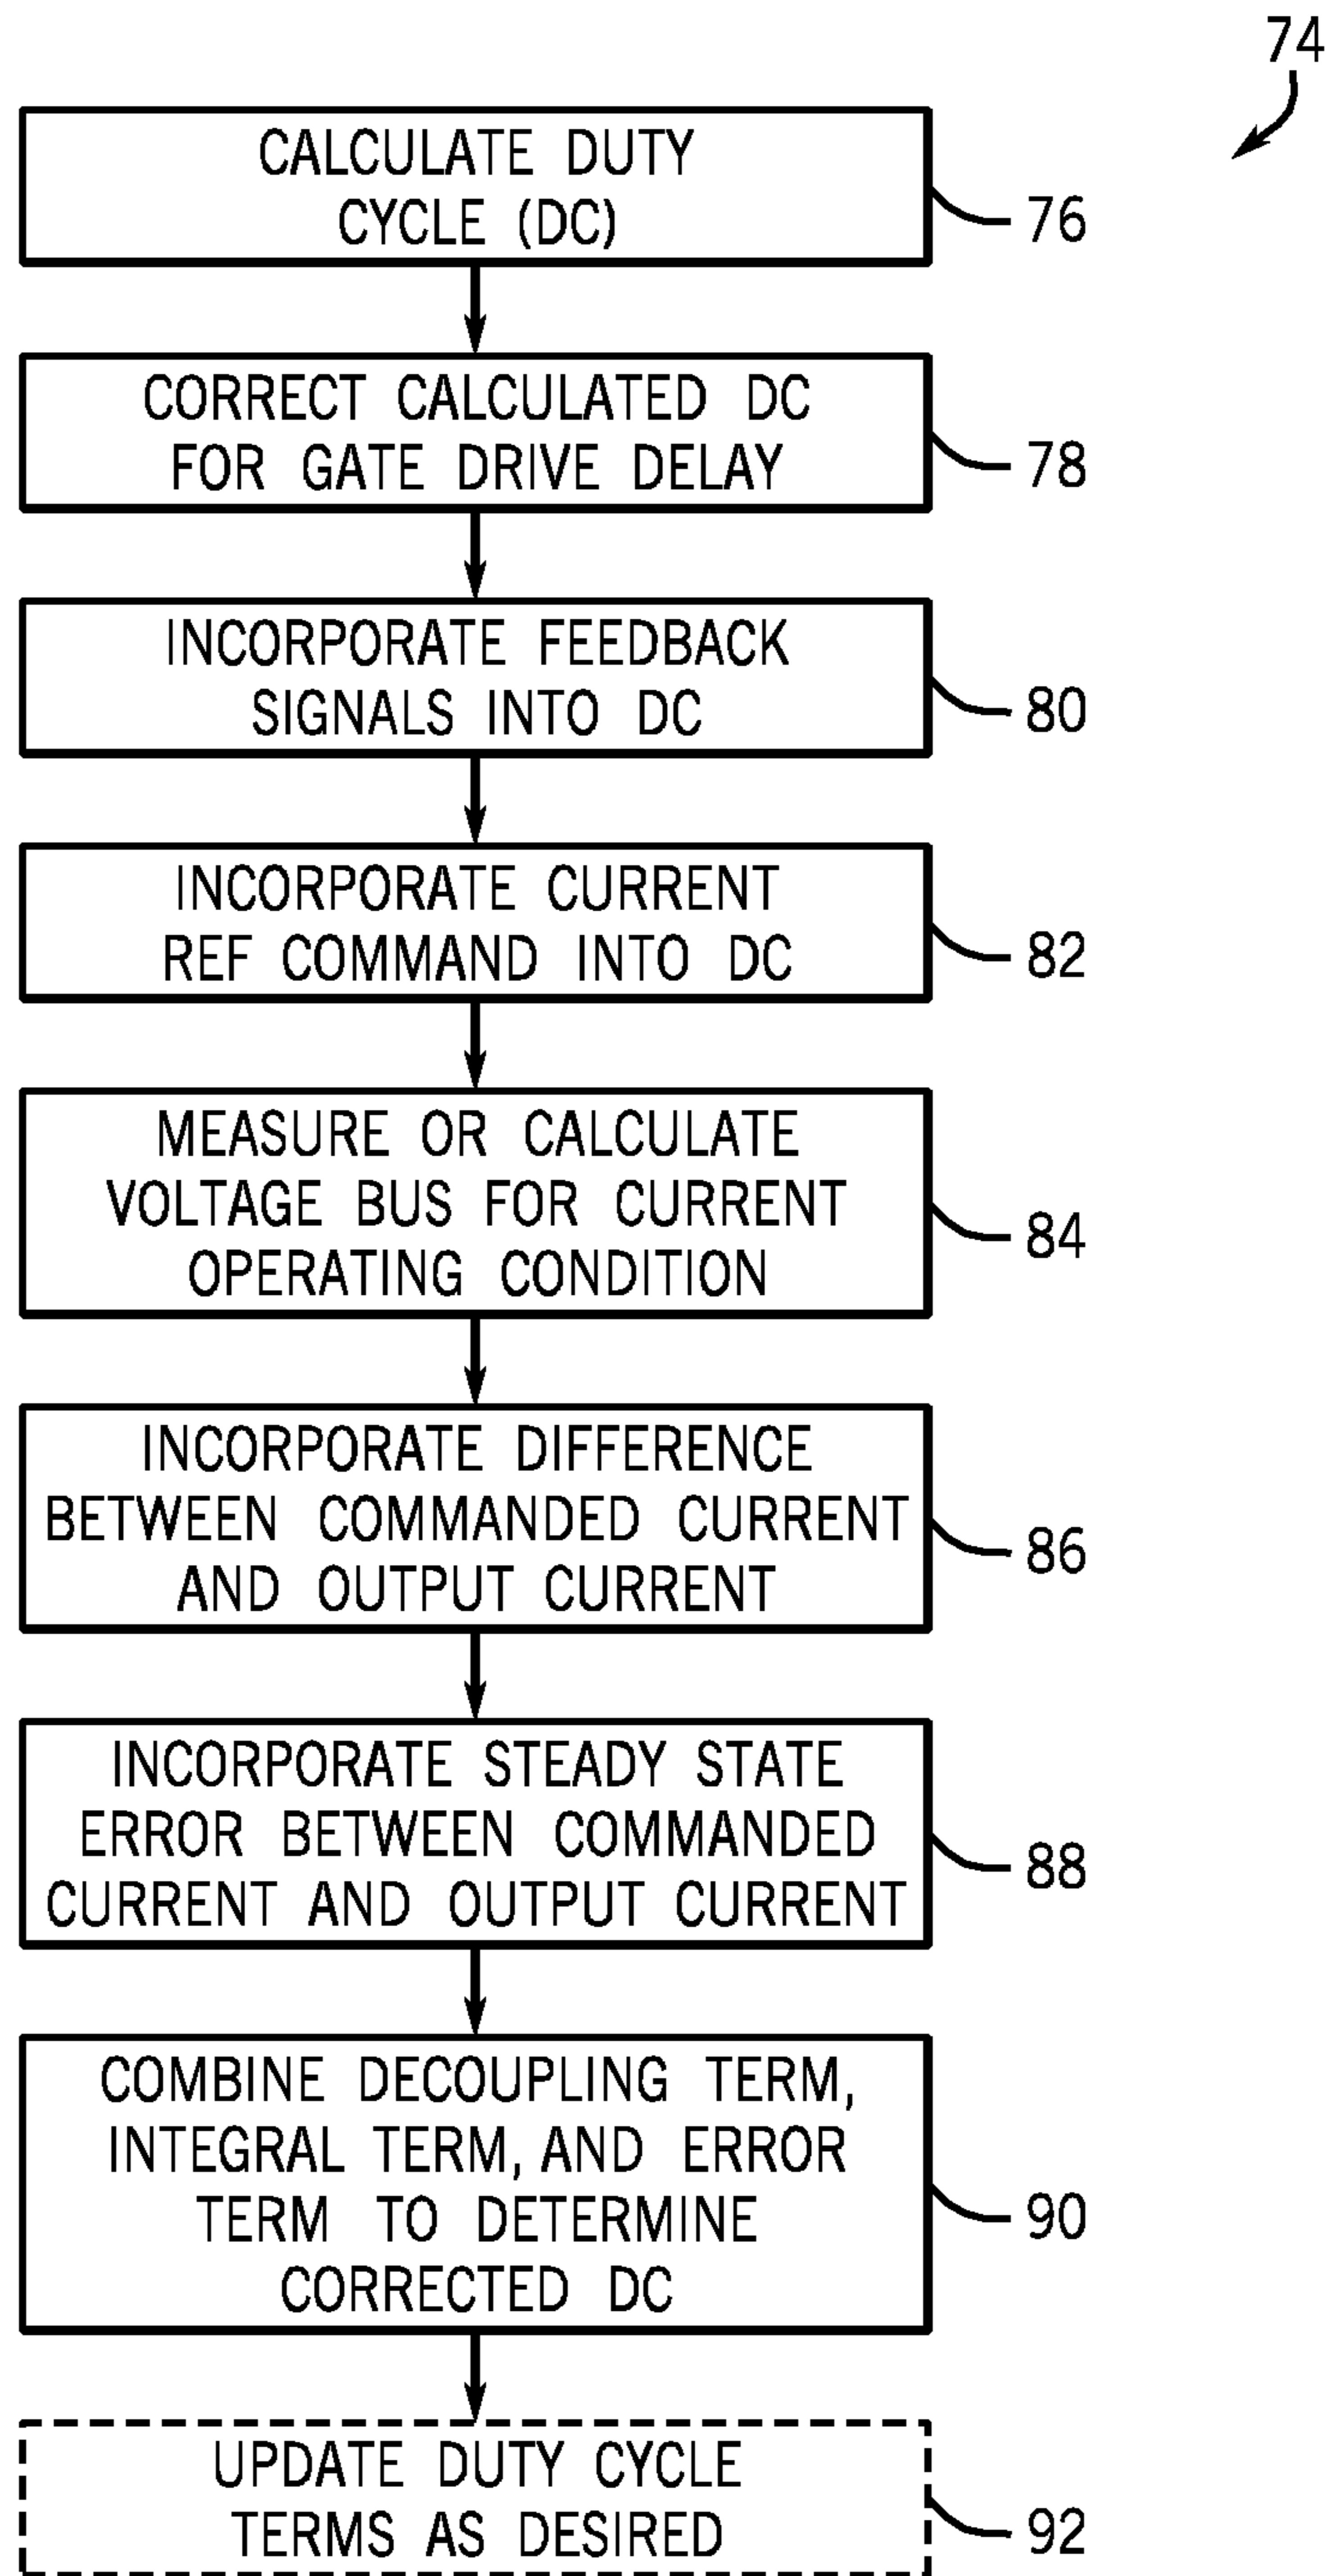 74
CALCULATE DUTY
CYCLE (DC)
76
CORRECT CALCULATED DC
FOR GATE DRIVE DELAY
78
INCORPORATE FEEDBACK
SIGNALS INTO DC
80
INCORPORATE CURRENT
REF COMMAND INTO DC
82
MEASURE OR CALCULATE
VOLTAGE BUS FOR CURRENT
OPERATING CONDITION
84
INCORPORATE DIFFERENCE
BETWEEN COMMANDED CURRENT
AND OUTPUT CURRENT
86
INCORPORATE STEADY STATE
ERROR BETWEEN COMMANDED
CURRENT AND OUTPUT CURRENT
88
COMBINE DECOUPLING TERM,
INTEGRAL TERM, AND ERROR
TERM TO DETERMINE
CORRECTED DC
90
UPDATE DUTY CYCLE
TERMS AS DESIRED
92